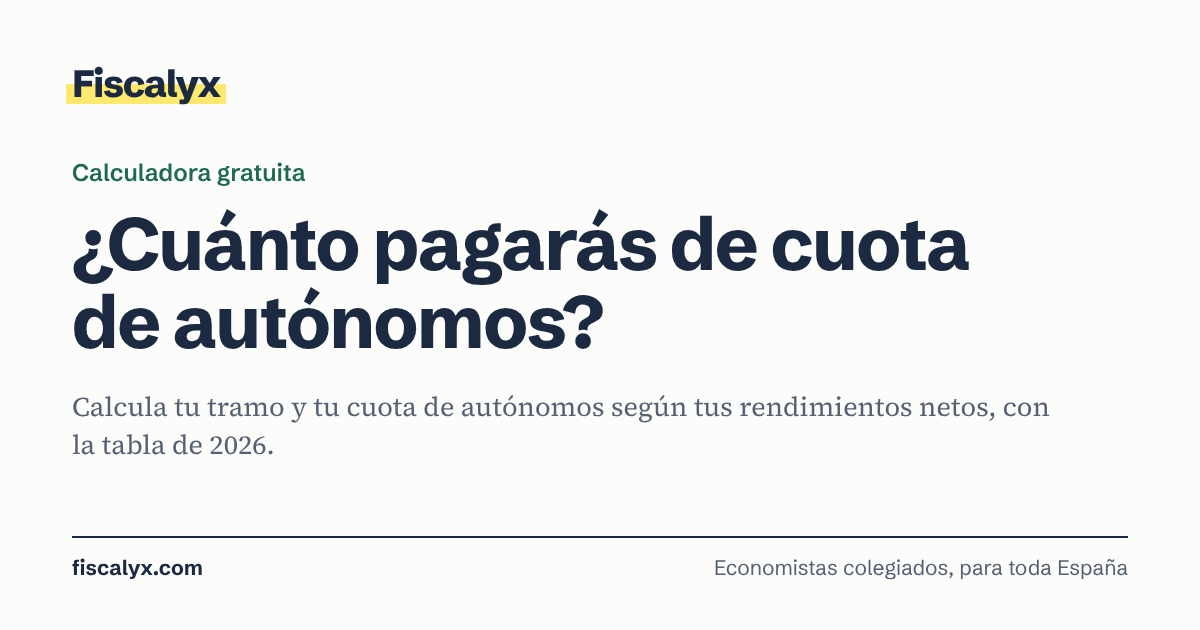 Fiscalyx
Calculadora gratuita
¿Cuánto pagarás de cuota
de autónomos?
Calcula tu tramo y tu cuota de autónomos según tus rendimientos netos, con
la tabla de 2026.
fiscalyx.com
Economistas colegiados, para toda España